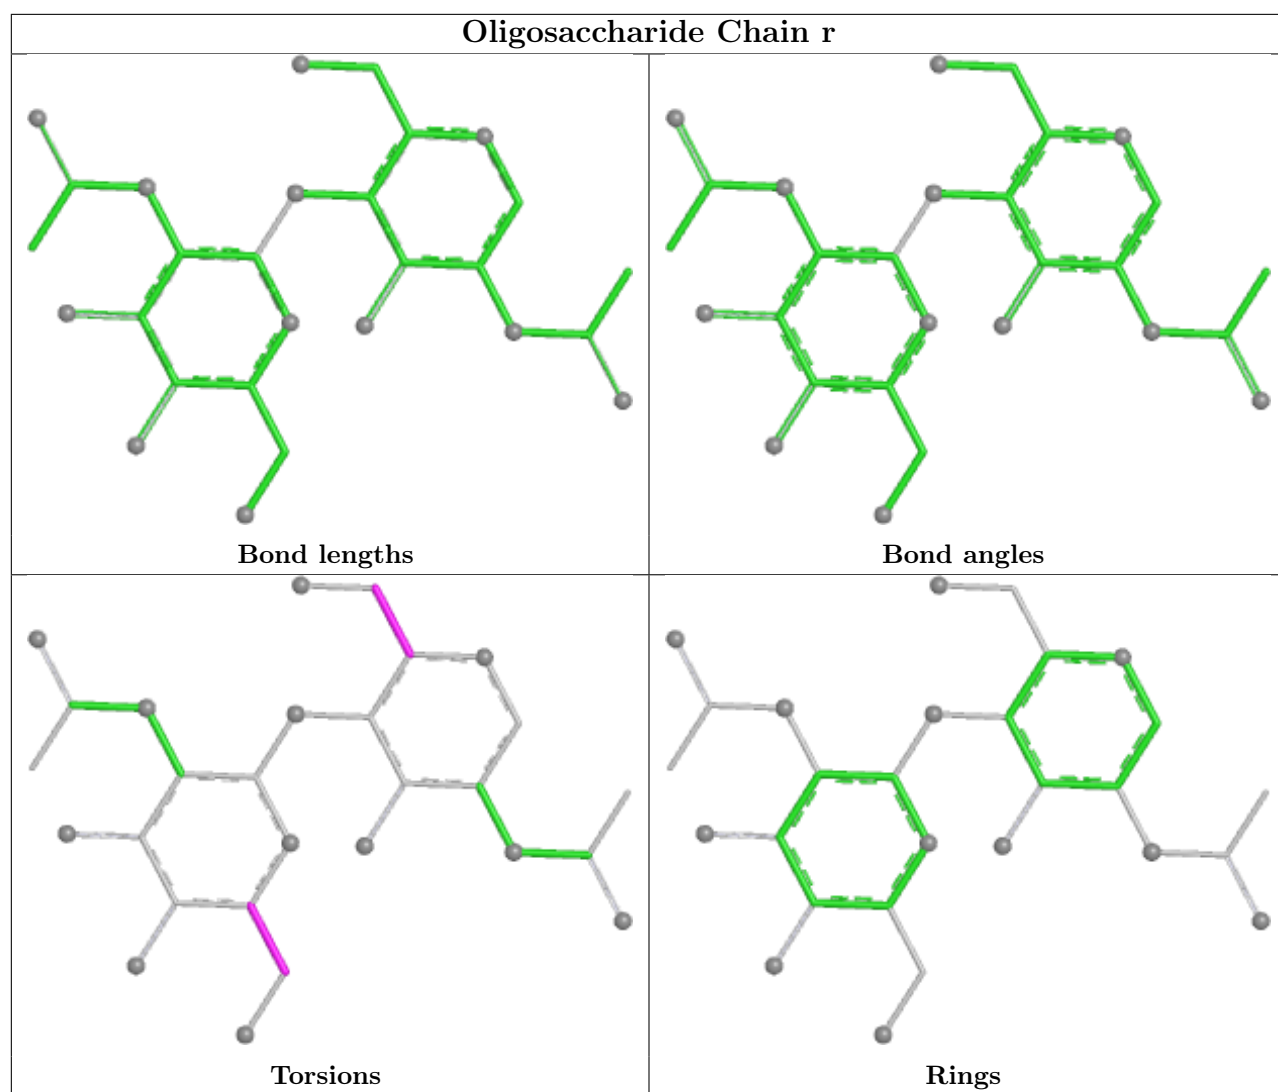 Oligosaccharide Chain r
Bond lengths
Bond angles
Torsions
Rings